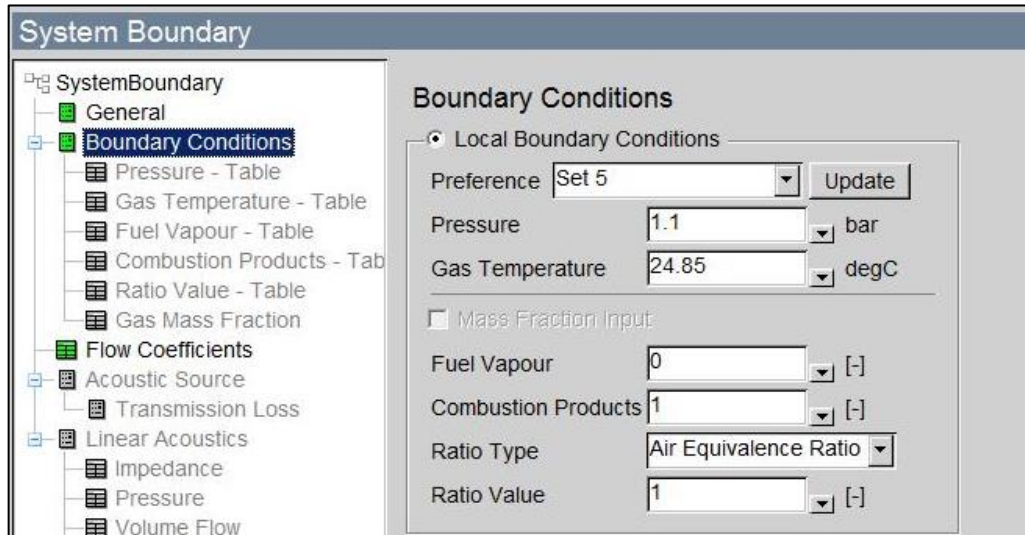 System Boundary
SystemBoundary
General
Boundary Conditions
Pressure - Table
Gas Temperature - Table
Fuel Vapour - Table
Combustion Products - Tab
Ratio Value - Table
Gas Mass Fraction
Flow Coefficients
Acoustic Source
Transmission Loss
Linear Acoustics
Impedance
Pressure
Volume Flow
Boundary Conditions
Local Boundary Conditions
Preference Set 5 Update
Pressure 1.1 bar
Gas Temperature 24.85 degC
Mass Fraction Input
Fuel Vapour 0 [-]
Combustion Products 1 [-]
Ratio Type Air Equivalence Ratio
Ratio Value 1 [-]